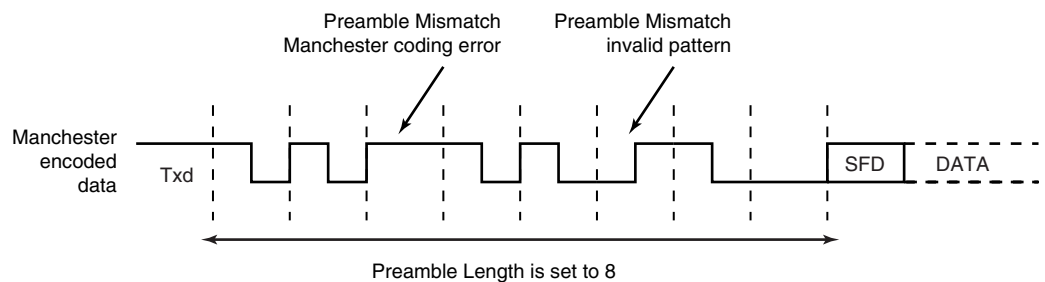 Preamble Mismatch
Manchester coding error
Preamble Mismatch
invalid pattern
Manchester
encoded
data
Txd
SFD
DATA
Preamble Length is set to 8